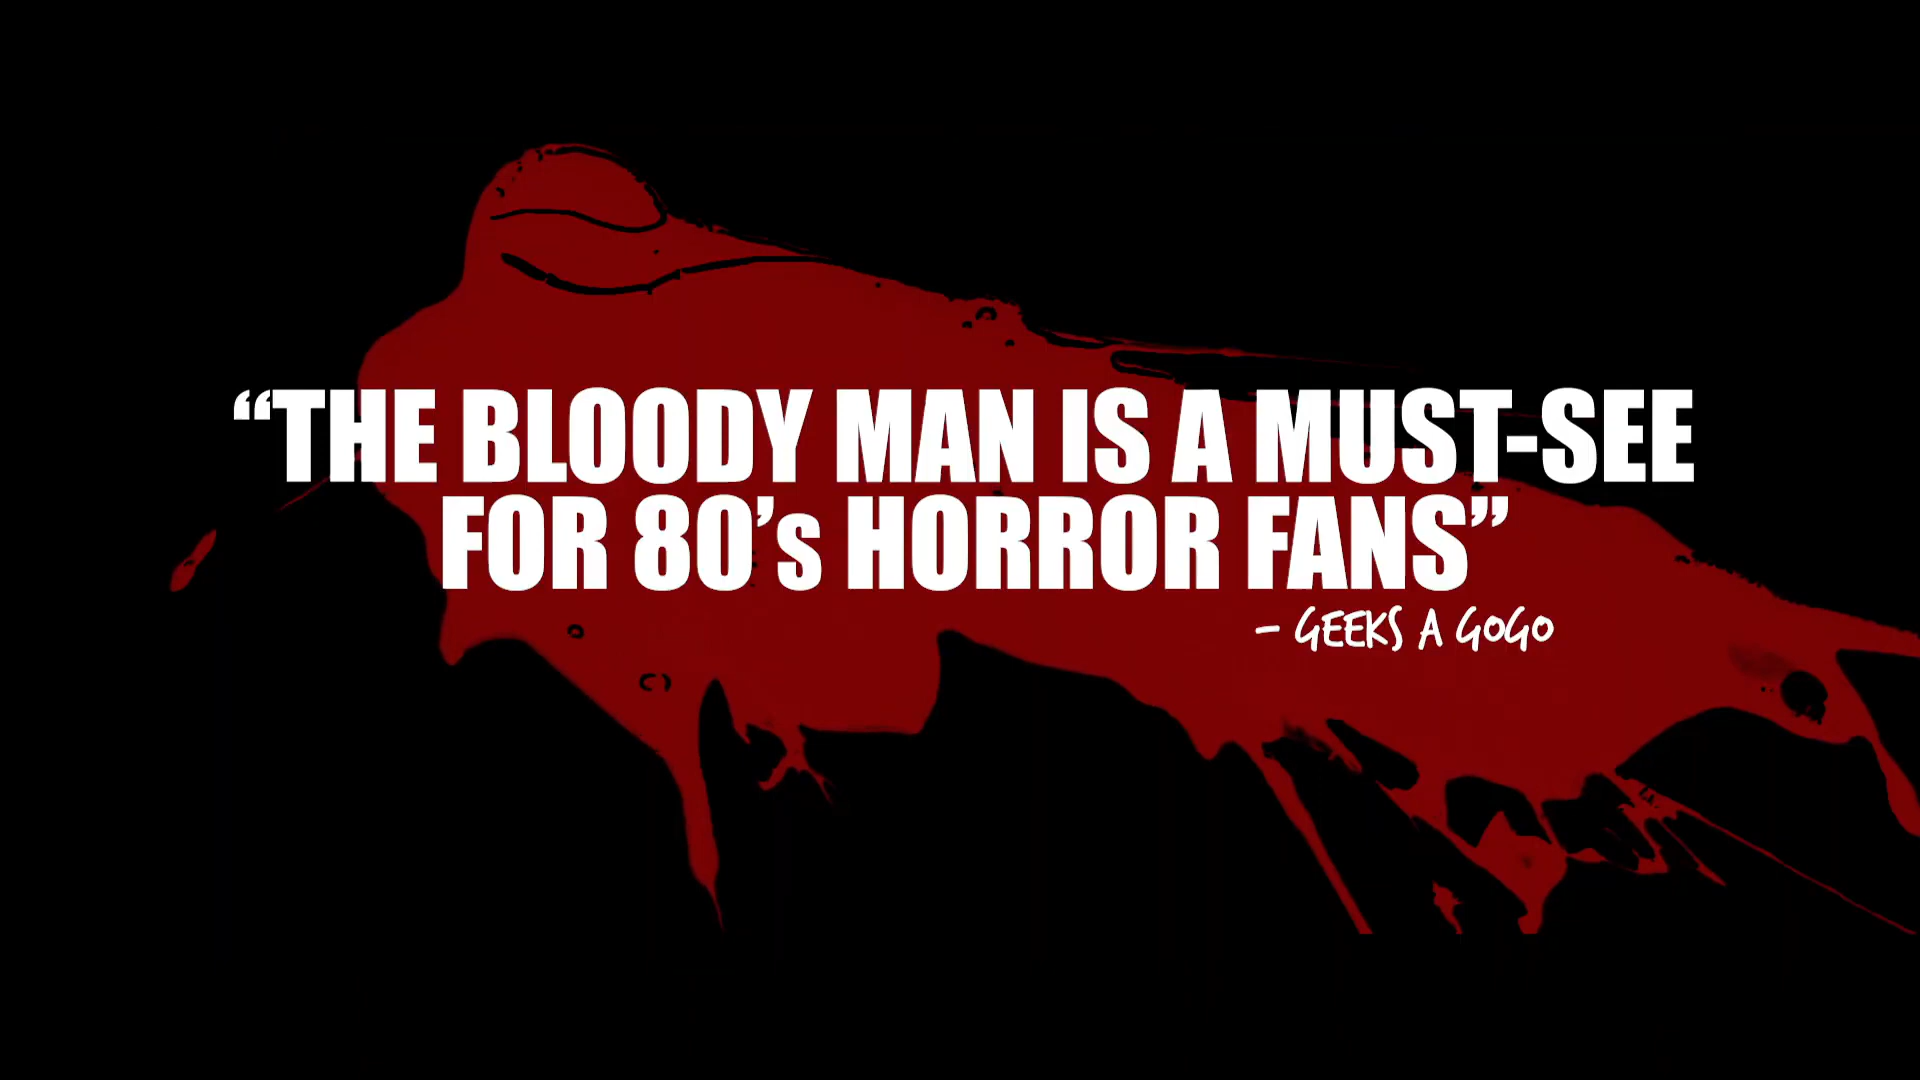 “THE BLOODY MAN IS A MUST-SEE
FOR 80’s HORROR FANS”
– GEEKS A GOGO